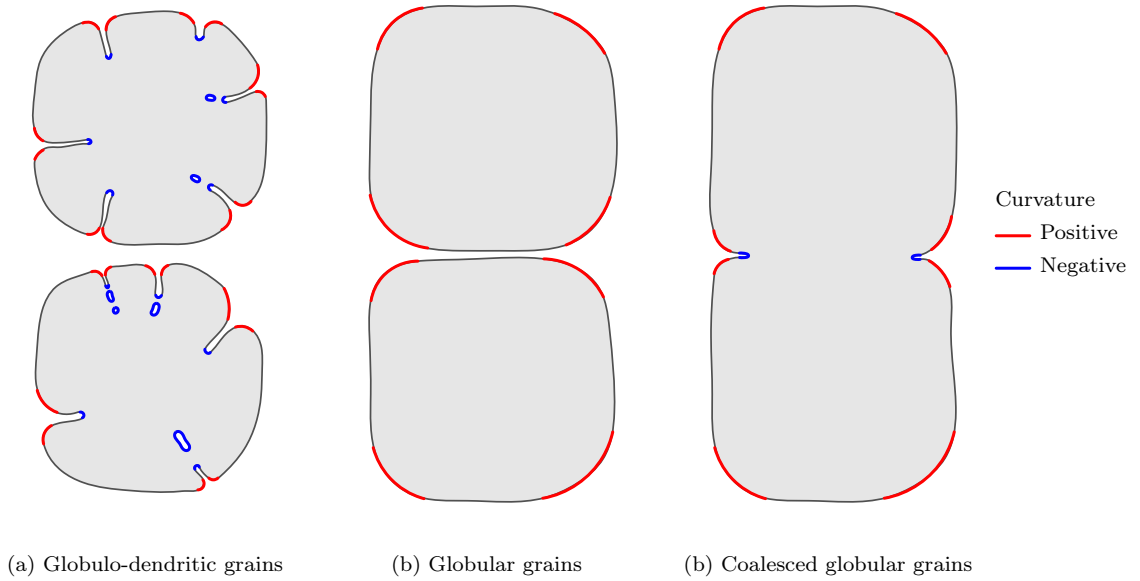 Curvature
Positive
Negative
(a) Globulo-dendritic grains
(b) Globular grains
(b) Coalesced globular grains